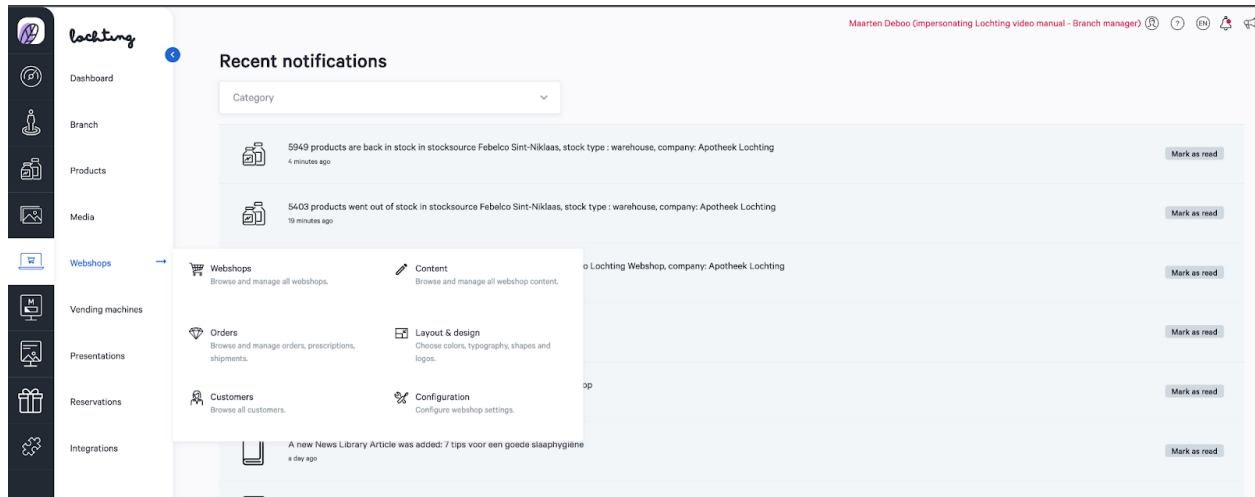 Maarten Deboo (impersonating Lochting video manual - Branch manager)
?
EN
lochting
Dashboard
Branch
Products
Media
Webshops
Vending machines
Presentations
Reservations
Integrations
Recent notifications
Category
5949 products are back in stock in stocksource Febelco Sint-Niklaas, stock type : warehouse, company: Apotheek Lochting
4 minutes ago
Mark as read
5403 products went out of stock in stocksource Febelco Sint-Niklaas, stock type : warehouse, company: Apotheek Lochting
19 minutes ago
Mark as read
o Lochting Webshop, company: Apotheek Lochting
Mark as read
Mark as read
op
Mark as read
A new News Library Article was added: 7 tips voor een goede slaaphygiëne
a day ago
Mark as read
Webshops
Browse and manage all webshops.
Content
Browse and manage all webshop content.
Orders
Browse and manage orders, prescriptions,
shipments.
Layout & design
Choose colors, typography, shapes and
logos.
Customers
Browse all customers.
Configuration
Configure webshop settings.
M